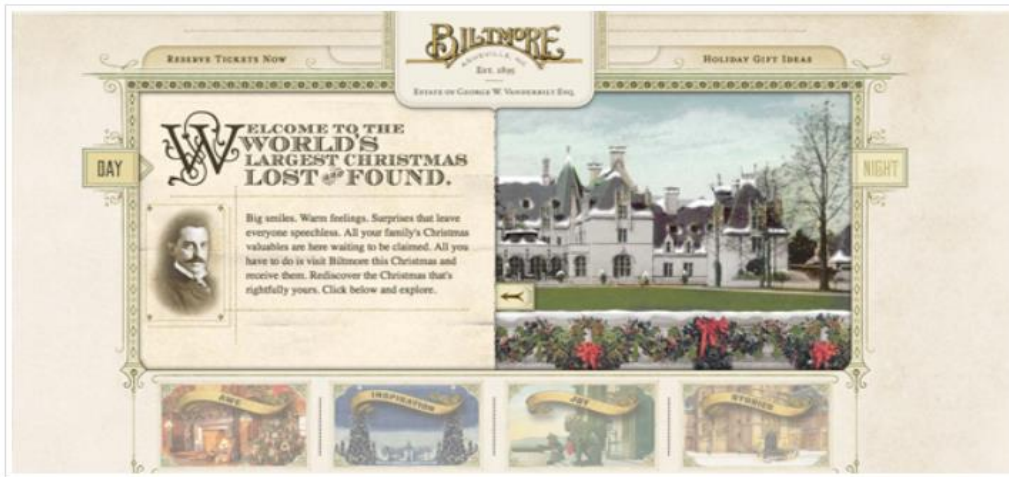 BILTMORE
ASHEVILLE, NC
EST. 1895
ESTATE OF GEORGE W. VANDERBILT ESQ.
RESERVE TICKETS NOW
HOLIDAY GIFT IDEAS
WELCOME TO THE
WORLD'S
LARGEST CHRISTMAS
LOST AND FOUND.
DAY
NIGHT
Big smiles. Warm feelings. Surprises that leave
everyone speechless. All your family's Christmas
valuables are here waiting to be claimed. All you
have to do is visit Biltmore this Christmas and
receive them. Rediscover the Christmas that's
rightfully yours. Click below and explore.
AWE
INSPIRATION
JOY
STORIES